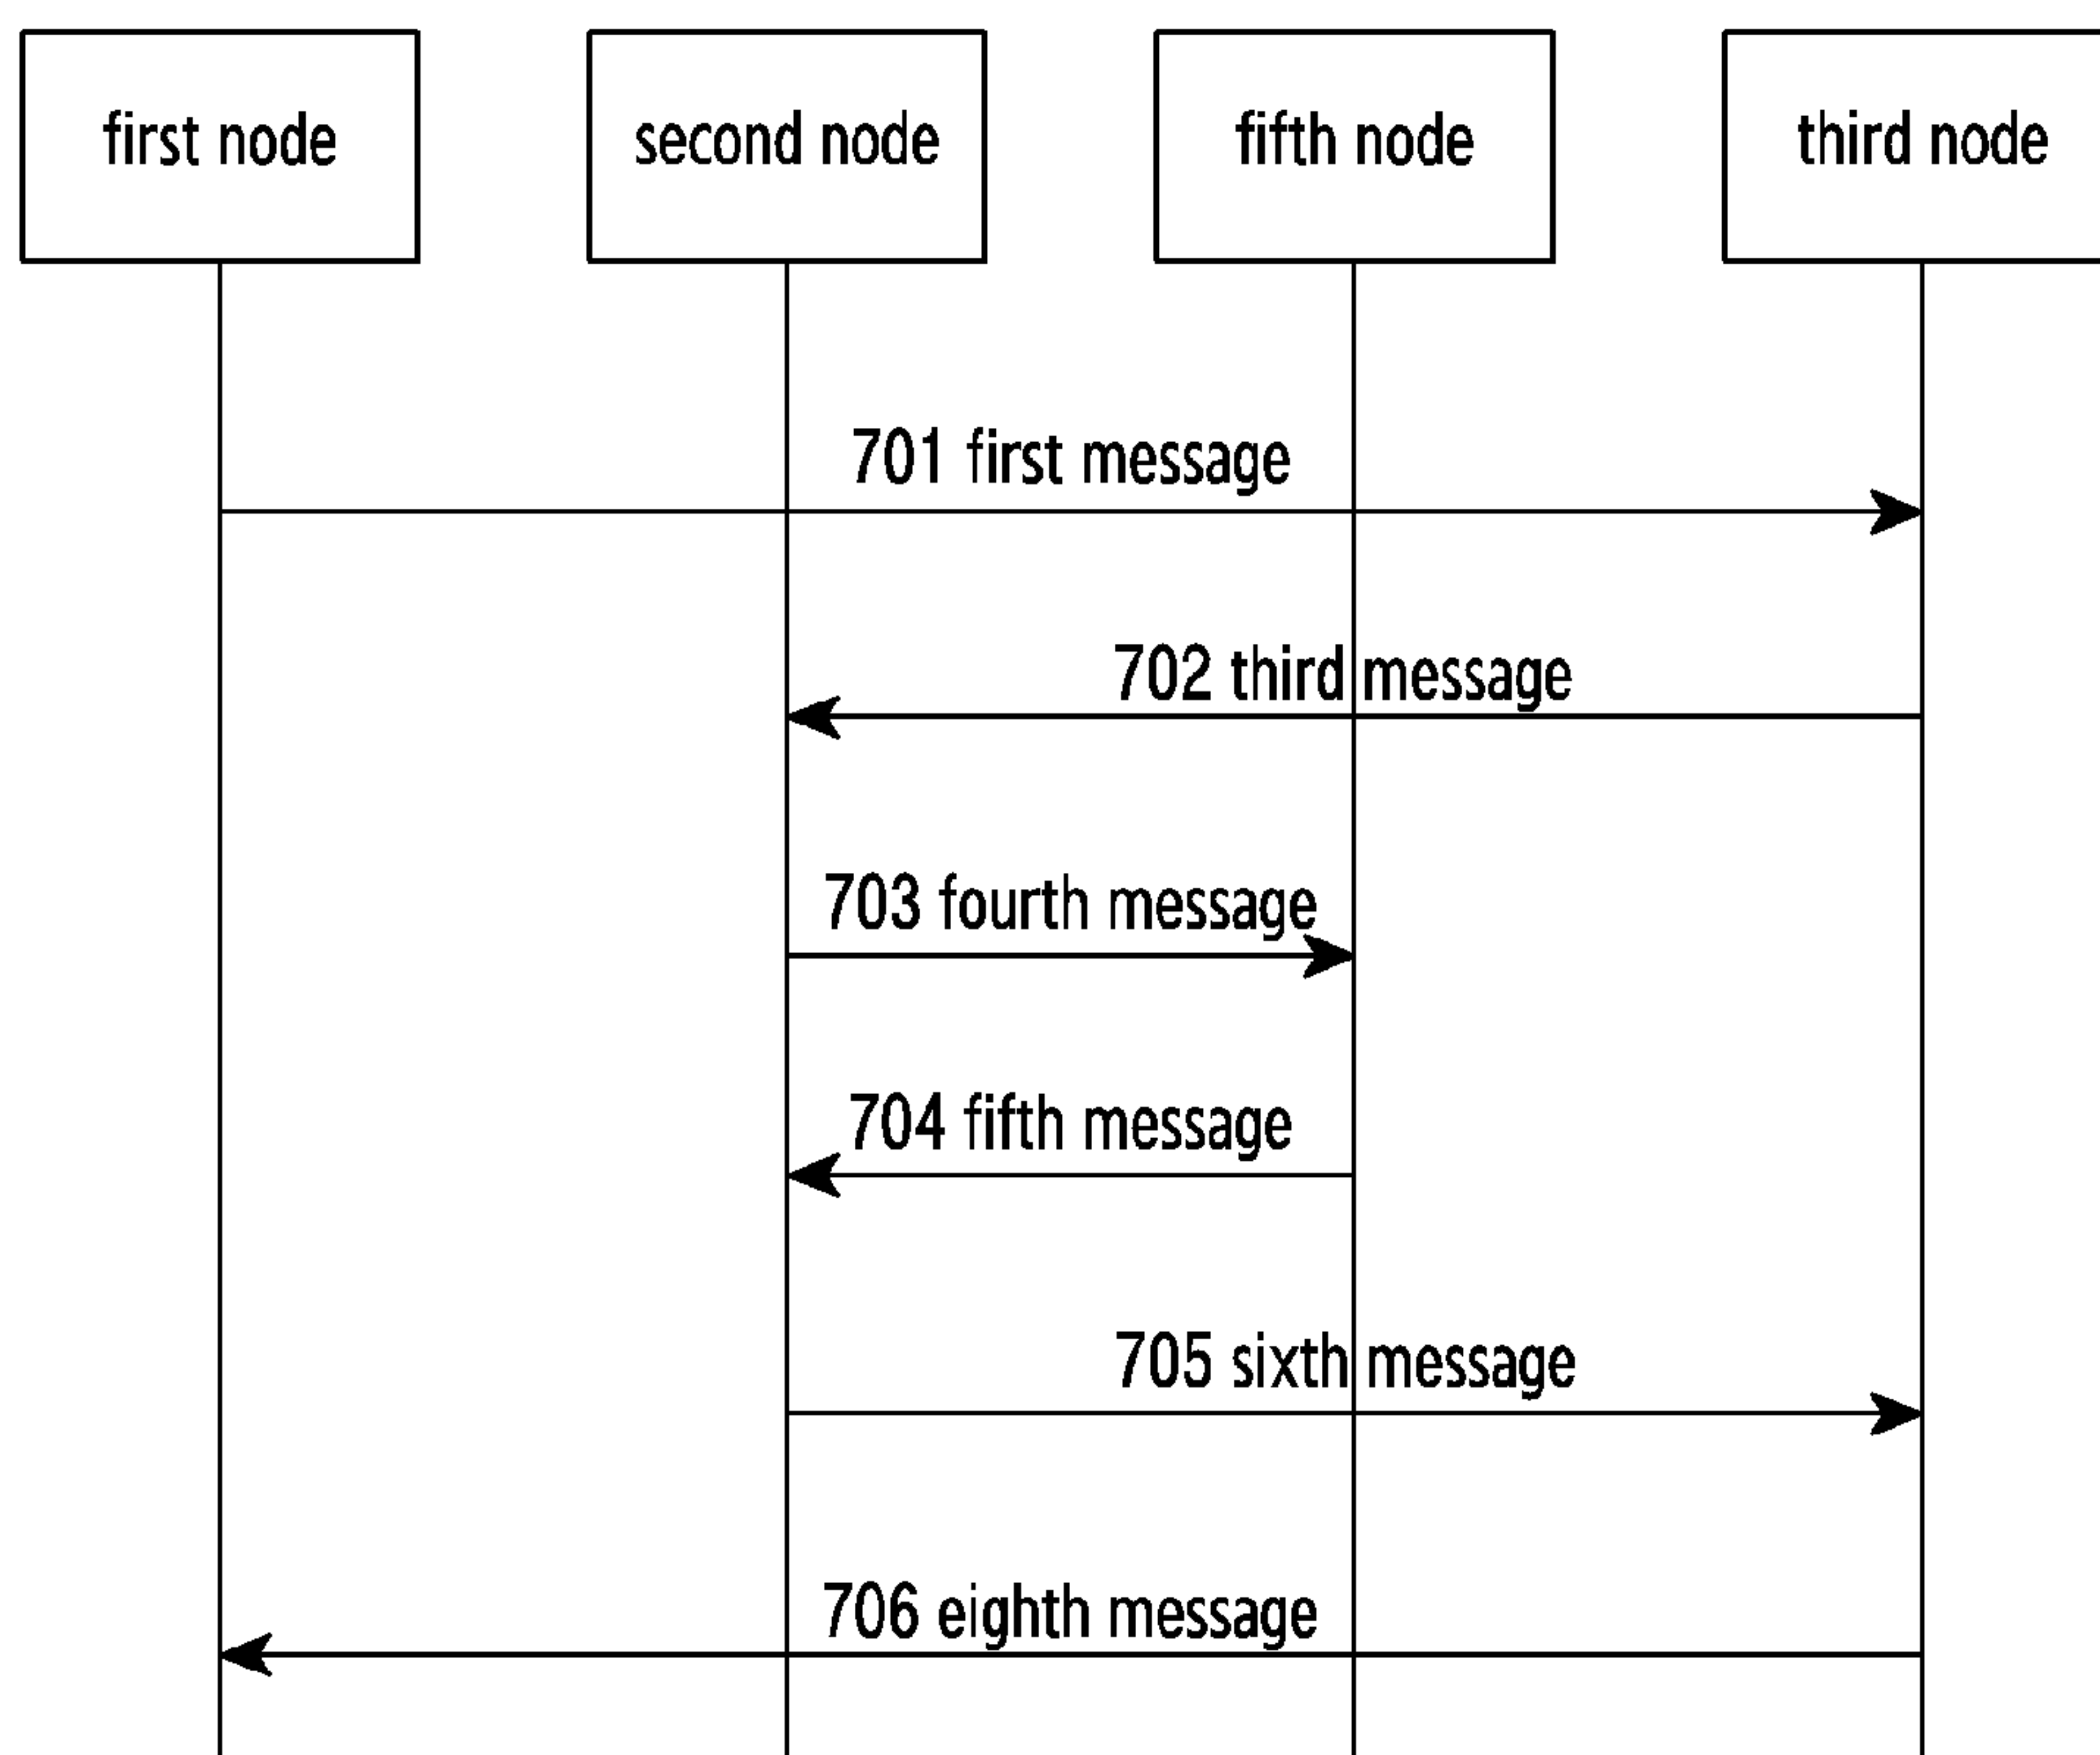 first node
second node
fifth node
third node
701 first message
702 third message
703 fourth message
704 fifth message
705 sixth message
706 eighth message